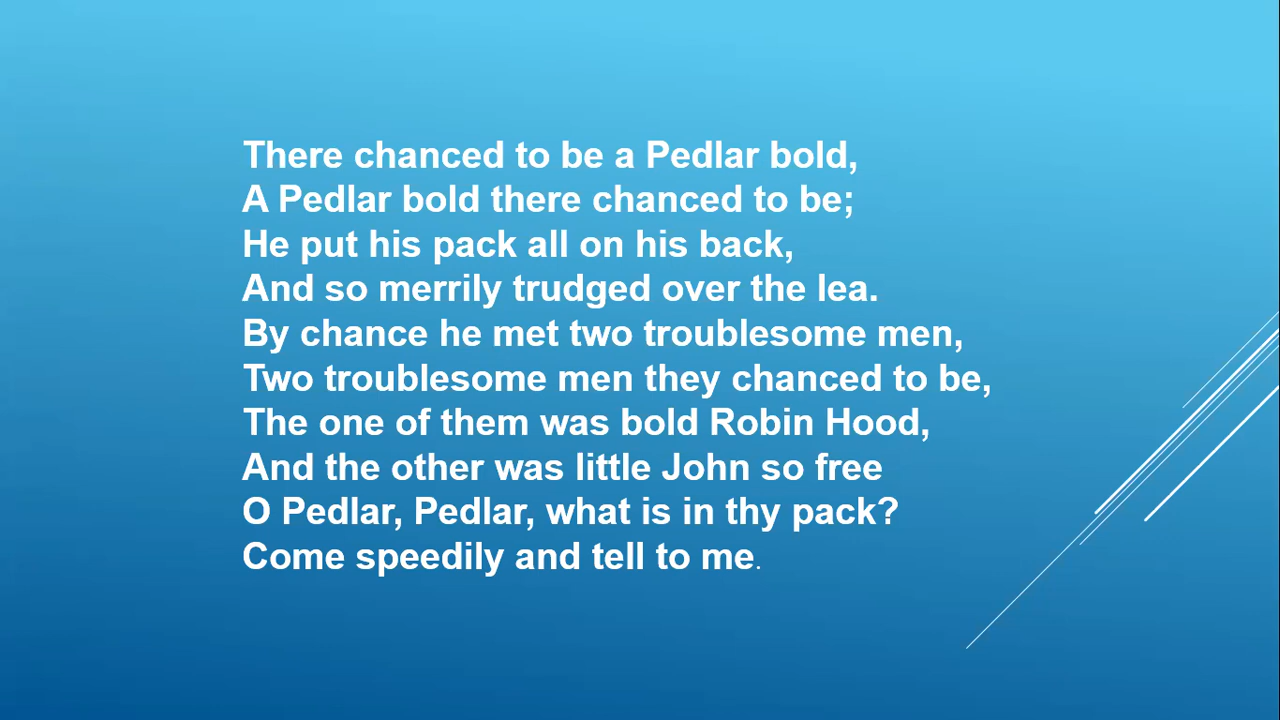 There chanced to be a Pedlar bold,
A Pedlar bold there chanced to be;
He put his pack all on his back,
And so merrily trudged over the lea.
By chance he met two troublesome men,
Two troublesome men they chanced to be,
The one of them was bold Robin Hood,
And the other was little John so free
O Pedlar, Pedlar, what is in thy pack?
Come speedily and tell to me.